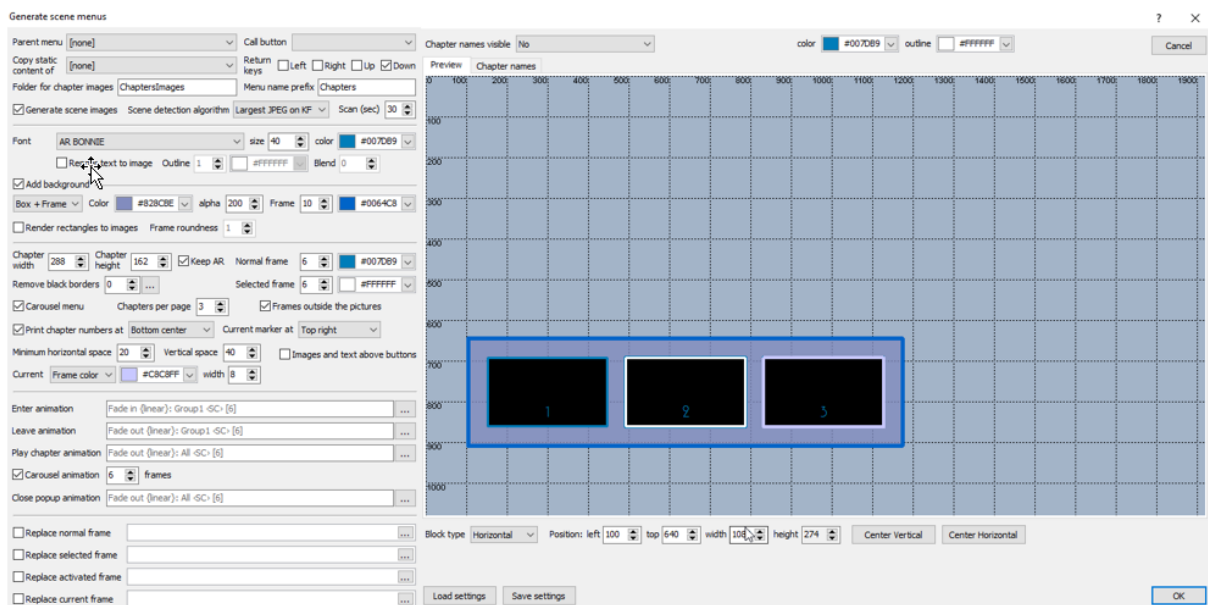 Generate scene menus ? ×
Parent menu [none] Call button
Copy static content of [none] Return keys Left Right Up Down
Folder for chapter images ChaptersImages Menu name prefix Chapters
Generate scene images Scene detection algorithm Largest JPEG on KF Scan (sec) 30
Font AR BONNIE size 40 color #007DB9
text to image Outline 1 #FFFFFF Blend 0
Add background
Box + Frame Color #828CBE alpha 200 Frame 10 #0064C8
Render rectangles to images Frame roundness 1
Chapter width 288 Chapter height 162 Keep AR Normal frame 6 #007DB9
Remove black borders 0 ... Selected frame 6 #FFFFFF
Carousel menu Chapters per page 3 Frames outside the pictures
Print chapter numbers at Bottom center Current marker at Top right
Minimum horizontal space 20 Vertical space 40 Images and text above buttons
Current Frame color #C8C8FF width 8
Enter animation Fade in {linear}: Group1 <SC> [6] ...
Leave animation Fade out {linear}: Group1 <SC> [6] ...
Play chapter animation Fade out {linear}: All <SC> [6] ...
Carousel animation 6 frames
Close popup animation Fade out {linear}: All <SC> [6] ...
Replace normal frame ...
Replace selected frame ...
Replace activated frame ...
Replace current frame ...
Chapter names visible No color #007DB9 outline #FFFFFF Cancel
Preview Chapter names
0 100 200 300 400 500 600 700 800 900 1000 1100 1200 1300 1400 1500 1600 1700 1800 1900
100
200
300
400
500
600
700
800
900
1000
1 2 3
Block type Horizontal Position: left 100 top 640 width height 274 Center Vertical Center Horizontal
Load settings Save settings OK